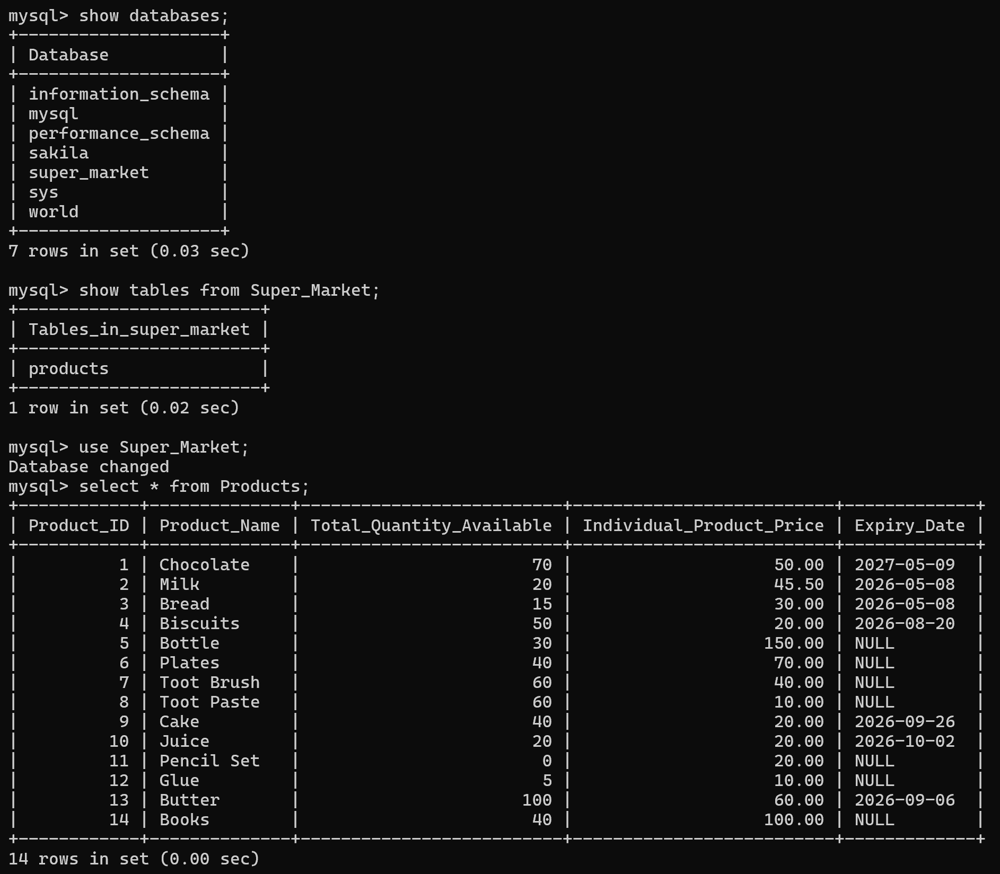 mysql> show databases;
+--------------------+
| Database           |
+--------------------+
| information_schema |
| mysql              |
| performance_schema |
| sakila             |
| super_market       |
| sys                |
| world              |
+--------------------+
7 rows in set (0.03 sec)

mysql> show tables from Super_Market;
+------------------------+
| Tables_in_super_market |
+------------------------+
| products               |
+------------------------+
1 row in set (0.02 sec)

mysql> use Super_Market;
Database changed
mysql> select * from Products;
+------------+--------------+--------------------------+--------------------------+-------------+
| Product_ID | Product_Name | Total_Quantity_Available | Individual_Product_Price | Expiry_Date |
+------------+--------------+--------------------------+--------------------------+-------------+
|          1 | Chocolate    |                       70 |                    50.00 | 2027-05-09  |
|          2 | Milk         |                       20 |                    45.50 | 2026-05-08  |
|          3 | Bread        |                       15 |                    30.00 | 2026-05-08  |
|          4 | Biscuits     |                       50 |                    20.00 | 2026-08-20  |
|          5 | Bottle       |                       30 |                   150.00 | NULL        |
|          6 | Plates       |                       40 |                    70.00 | NULL        |
|          7 | Toot Brush   |                       60 |                    40.00 | NULL        |
|          8 | Toot Paste   |                       60 |                    10.00 | NULL        |
|          9 | Cake         |                       40 |                    20.00 | 2026-09-26  |
|         10 | Juice        |                       20 |                    20.00 | 2026-10-02  |
|         11 | Pencil Set   |                        0 |                    20.00 | NULL        |
|         12 | Glue         |                        5 |                    10.00 | NULL        |
|         13 | Butter       |                      100 |                    60.00 | 2026-09-06  |
|         14 | Books        |                       40 |                   100.00 | NULL        |
+------------+--------------+--------------------------+--------------------------+-------------+
14 rows in set (0.00 sec)